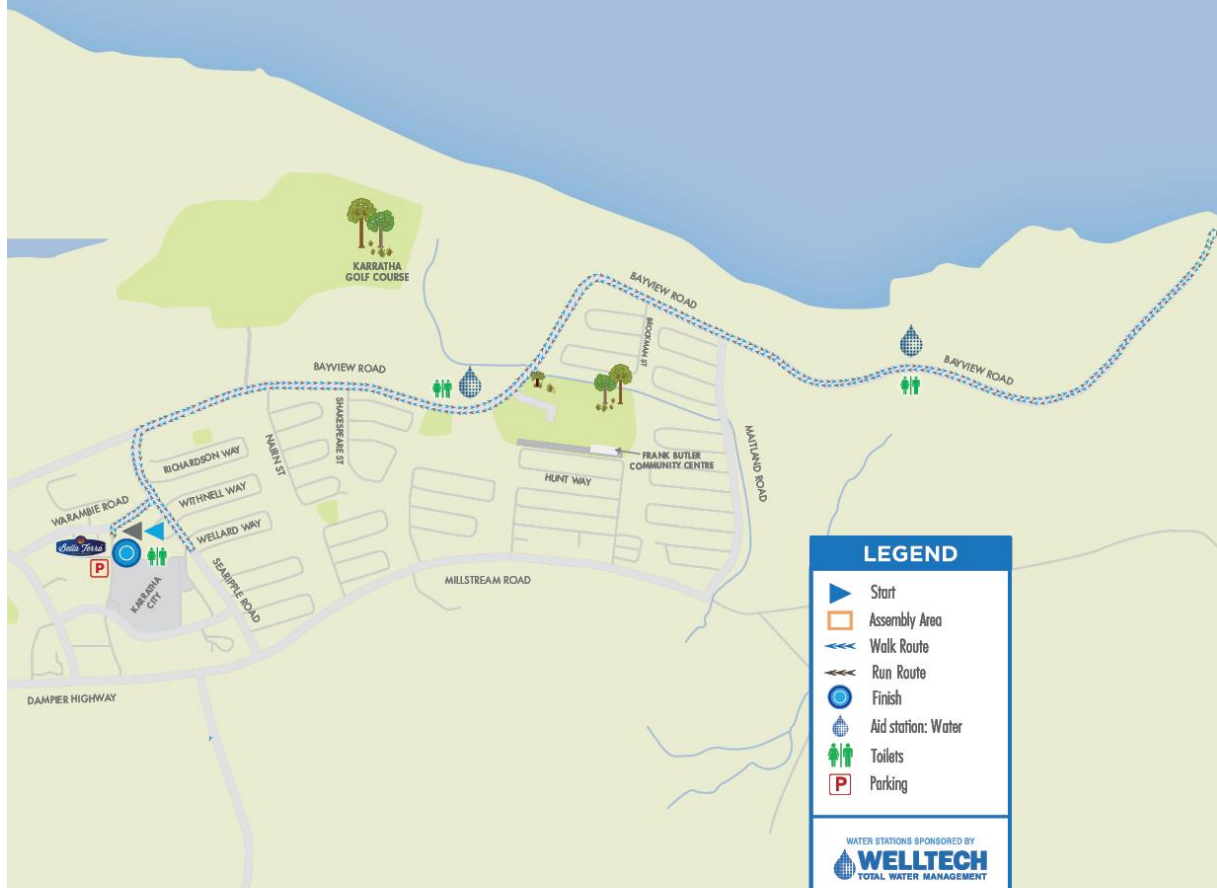 KARRATHA
GOLF COURSE
BAYVIEW ROAD
BROCKMAN ST
BAYVIEW ROAD
BAYVIEW ROAD
SHAKESPEARE ST
NAIRN ST
RICHARDSON WAY
MAITLAND ROAD
FRANK BUTLER
COMMUNITY CENTRE
HUNT WAY
WITHNELL WAY
WARAMBIE ROAD
WELLARD WAY
Bella Terra
P
KARRATHA
CITY
SEARIPPLE ROAD
MILLSTREAM ROAD
DAMPIER HIGHWAY
LEGEND
Start
Assembly Area
Walk Route
Run Route
Finish
Aid station: Water
Toilets
P Parking
WATER STATIONS SPONSORED BY
WELLTECH
TOTAL WATER MANAGEMENT